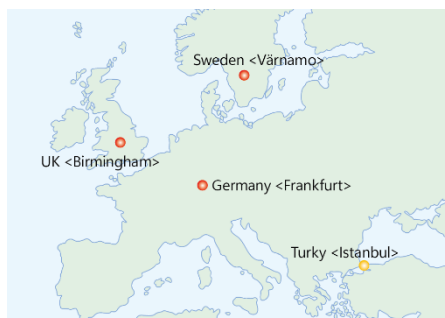 Sweden <Värnamo>
UK <Birmingham>
Germany <Frankfurt>
Turky <Istanbul>